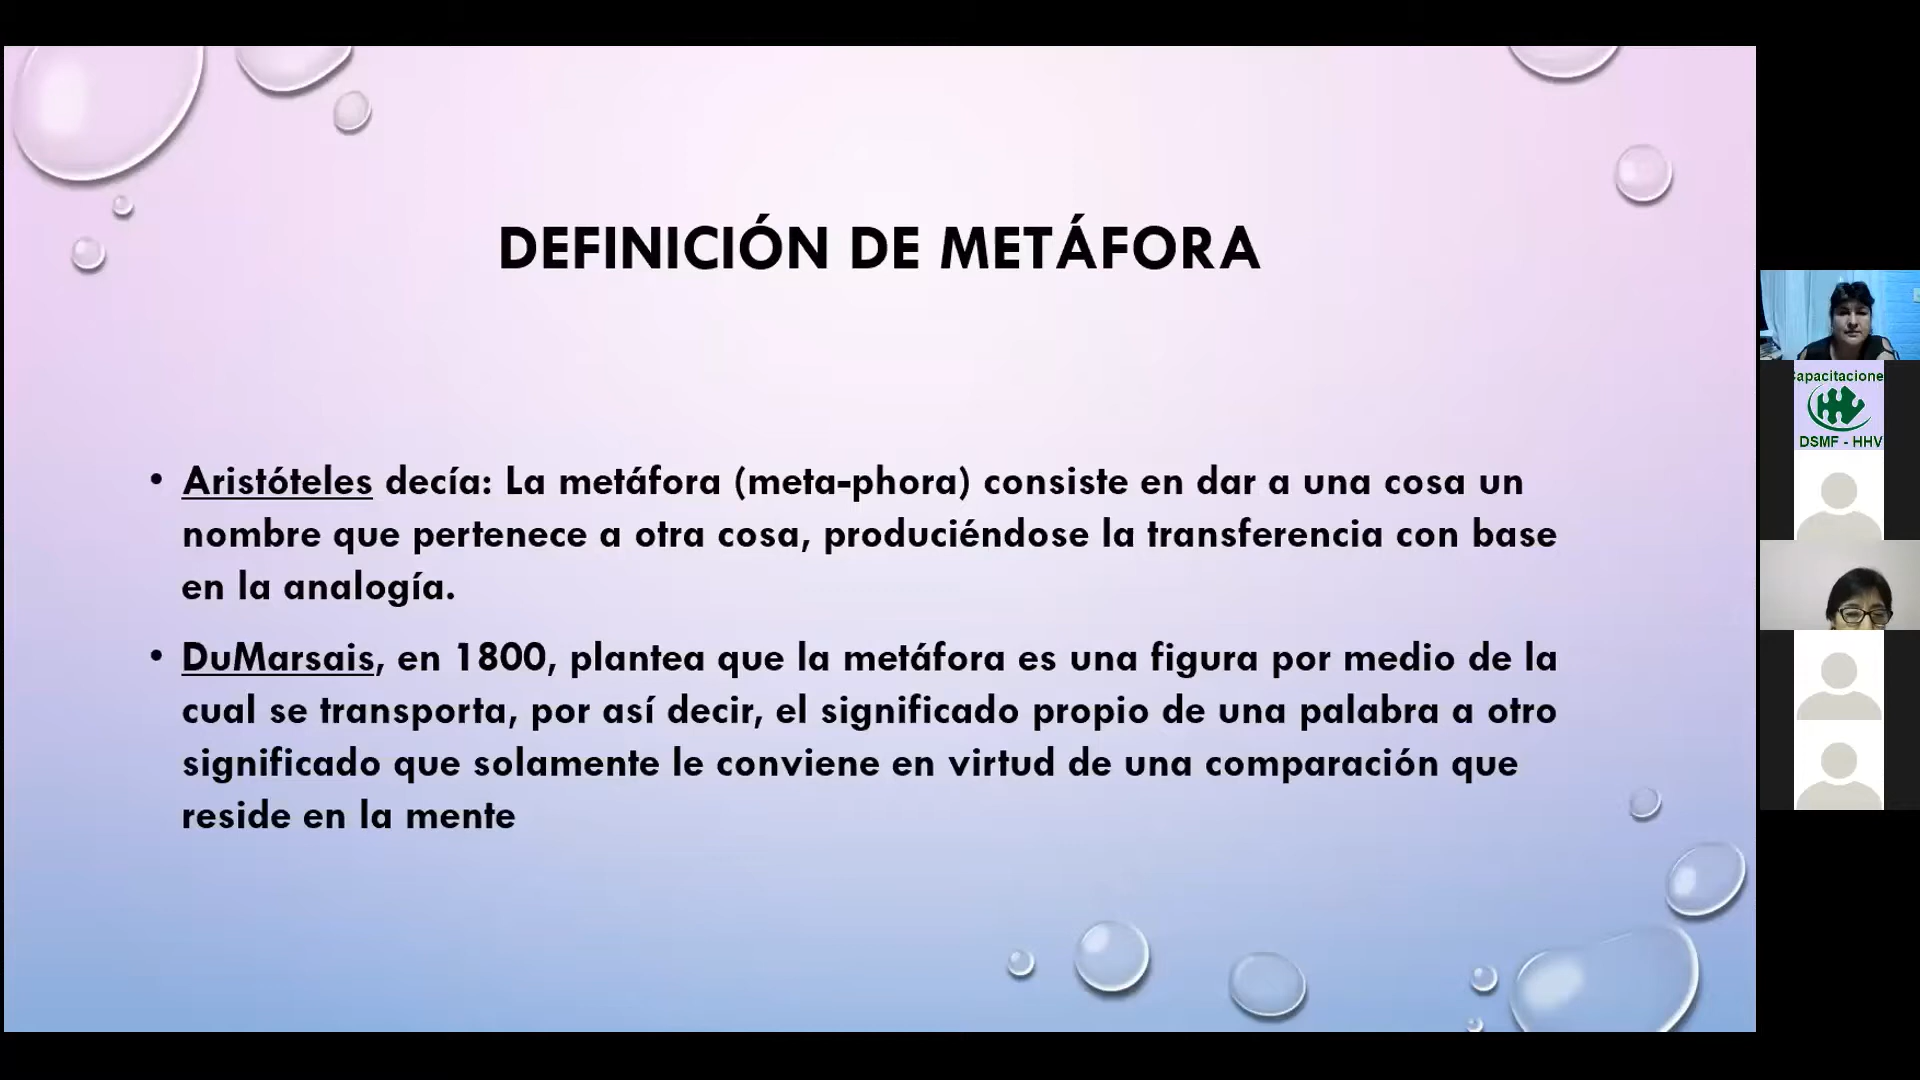 DEFINICIÓN DE METÁFORA
• Aristóteles decía: La metáfora (meta-phora) consiste en dar a una cosa un
nombre que pertenece a otra cosa, produciéndose la transferencia con base
en la analogía.
• DuMarsais, en 1800, plantea que la metáfora es una figura por medio de la
cual se transporta, por así decir, el significado propio de una palabra a otro
significado que solamente le conviene en virtud de una comparación que
reside en la mente
apacitacione
DSMF - HHV